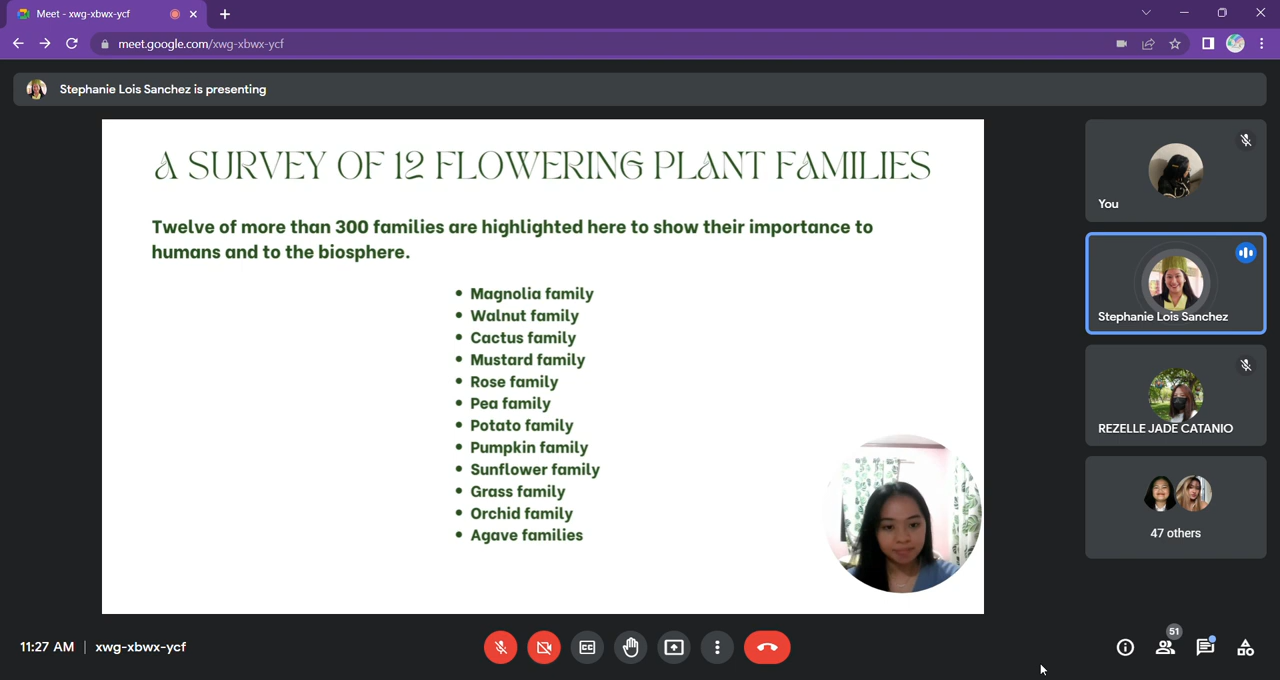 Meet - xwg-xbwx-ycf
meet.google.com/xwg-xbwx-ycf
Stephanie Lois Sanchez is presenting
A SURVEY OF 12 FLOWERING PLANT FAMILIES
Twelve of more than 300 families are highlighted here to show their importance to
humans and to the biosphere.
• Magnolia family
• Walnut family
• Cactus family
• Mustard family
• Rose family
• Pea family
• Potato family
• Pumpkin family
• Sunflower family
• Grass family
• Orchid family
• Agave families
You
Stephanie Lois Sanchez
REZELLE JADE CATANIO
47 others
11:27 AM | xwg-xbwx-ycf
51